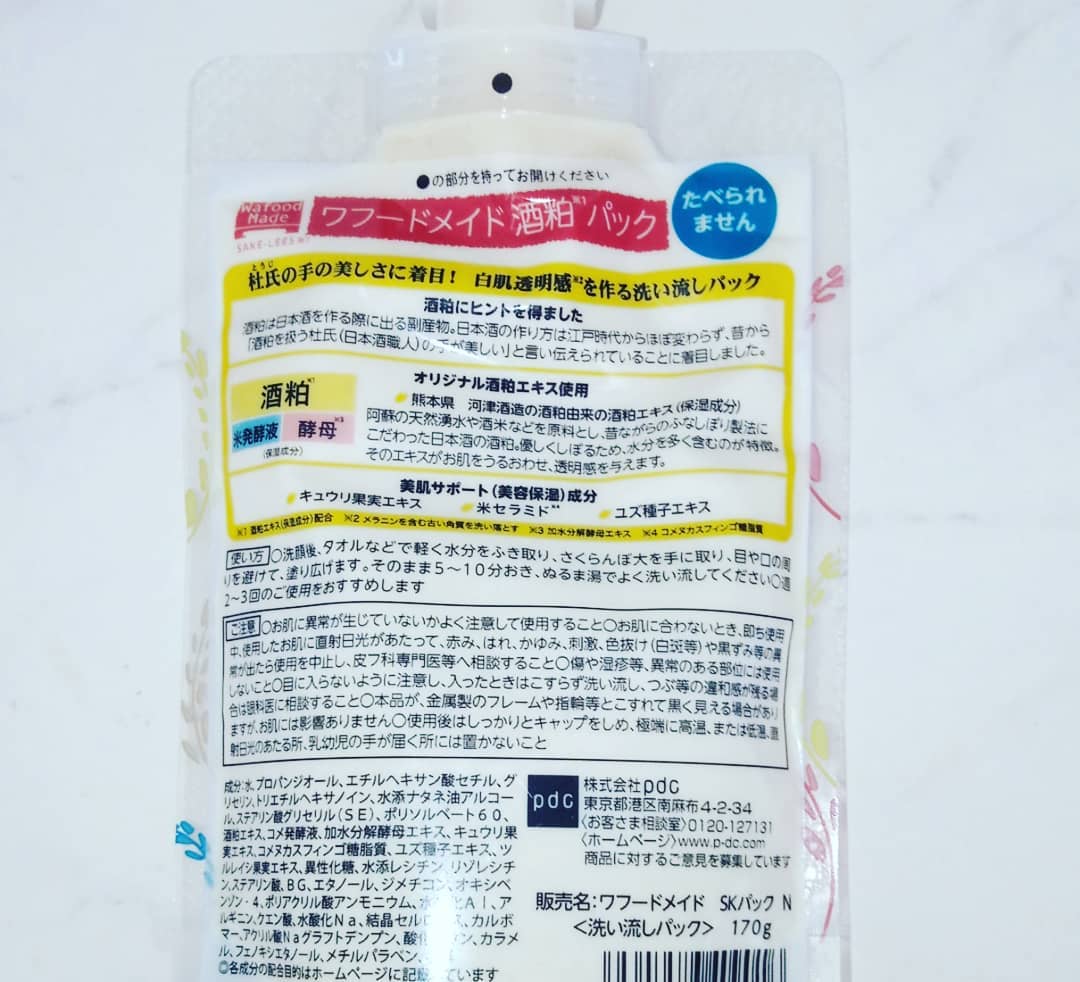 ●の部分を持ってお開けください
Wafood
Made
SAKE-LEES
ワフードメイド 酒粕※1 パック
たべられ
ません
とうじ
杜氏の手の美しさに着目! 白肌透明感※2を作る洗い流しパック
酒粕にヒントを得ました
酒粕は日本酒を作る際に出る副産物。日本酒の作り方は江戸時代からほぼ変わらず、昔から
「酒粕を扱う杜氏(日本酒職人)の手が美しい」と言い伝えられていることに着目しました。
酒粕※1
米発酵液 酵母※3
(保湿成分)
オリジナル酒粕エキス使用
熊本県 河津酒造の酒粕由来の酒粕エキス(保湿成分)
阿蘇の天然湧水や酒米などを原料とし、昔ながらのふなしぼり製法に
こだわった日本酒の酒粕。優しくしぼるため、水分を多く含むのが特徴。
そのエキスがお肌をうるおわせ、透明感を与えます。
美肌サポート(美容保湿)成分
キュウリ果実エキス 米セラミド※4 ユズ種子エキス
※1 酒粕エキス(保湿成分)配合 ※2 メラニンを含む古い角質を洗い落とす ※3 加水分解酵母エキス ※4 コメヌカスフィンゴ糖脂質
使い方 〇洗顔後、タオルなどで軽く水分をふき取り、さくらんぼ大を手に取り、目や口の周
りを避けて、塗り広げます。そのまま5~10分おき、ぬるま湯でよく洗い流してください〇週
2~3回のご使用をおすすめします
ご注意 〇お肌に異常が生じていないかよく注意して使用すること〇お肌に合わないとき、即ち使用
中、使用したお肌に直射日光があたって、赤み、はれ、かゆみ、刺激、色抜け(白斑等)や黒ずみ等の異
常が出たら使用を中止し、皮フ科専門医等へ相談すること〇傷や湿疹等、異常のある部位には使用
しないこと〇目に入らないように注意し、入ったときはこすらず洗い流し、つぶ等の違和感が残る場
合は眼科医に相談すること〇本品が、金属製のフレームや指輪等とこすれて黒く見える場合があり
ますが、お肌には影響ありません〇使用後はしっかりとキャップをしめ、極端に高温、または低温、直
射日光のあたる所、乳幼児の手が届く所には置かないこと
成分:水、プロパンジオール、エチルヘキサン酸セチル、グ
リセリン、トリエチルヘキサノイン、水添ナタネ油アルコー
ル、ステアリン酸グリセリル(SE)、ポリソルベート60、
酒粕エキス、コメ発酵液、加水分解酵母エキス、キュウリ果
実エキス、コメヌカスフィンゴ糖脂質、ユズ種子エキス、ツ
ルレイシ果実エキス、異性化糖、水添レシチン、リゾレシチ
ン、ステアリン酸、BG、エタノール、ジメチコン、オキシベ
ンゾン-4、ポリアクリル酸アンモニウム、水 化Al、ア
ルギニン、クエン酸、水酸化Na、結晶セル ス、カルボ
マー、アクリル酸Naグラフトデンプン、酸化 ン、カラメ
ル、フェノキシエタノール、メチルパラベン、
◎各成分の配合目的はホームページに記載 ています
pdc
株式会社pdc
東京都港区南麻布4-2-34
〈お客さま相談室〉0120-127131
〈ホームページ〉www.p-dc.com
商品に対するご意見を募集しています
販売名:ワフードメイド SKパック N
<洗い流しパック> 170g